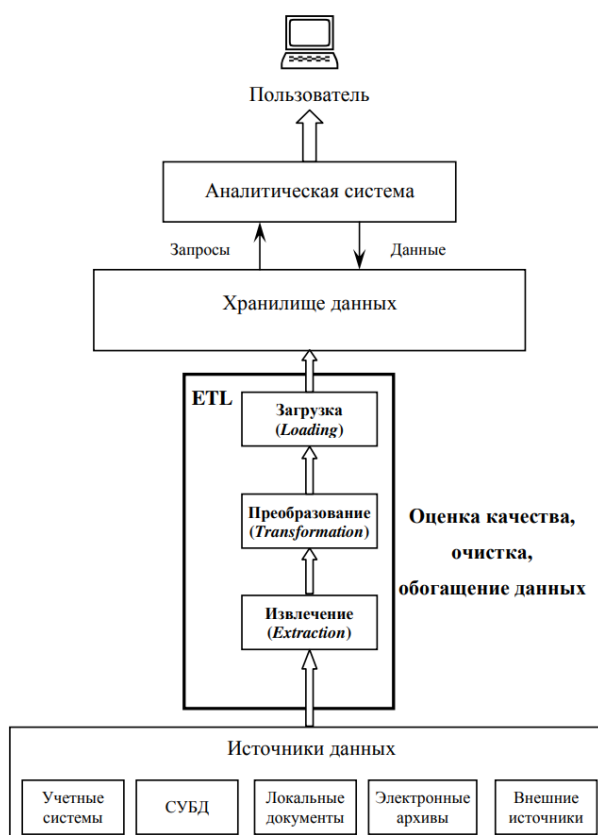 Пользователь
Аналитическая система
Запросы
Данные
Хранилище данных
ETL
Загрузка
(Loading)
Преобразование
(Transformation)
Оценка качества,
очистка,
обогащение данных
Извлечение
(Extraction)
Источники данных
Учетные
системы
СУБД
Локальные
документы
Электронные
архивы
Внешние
источники